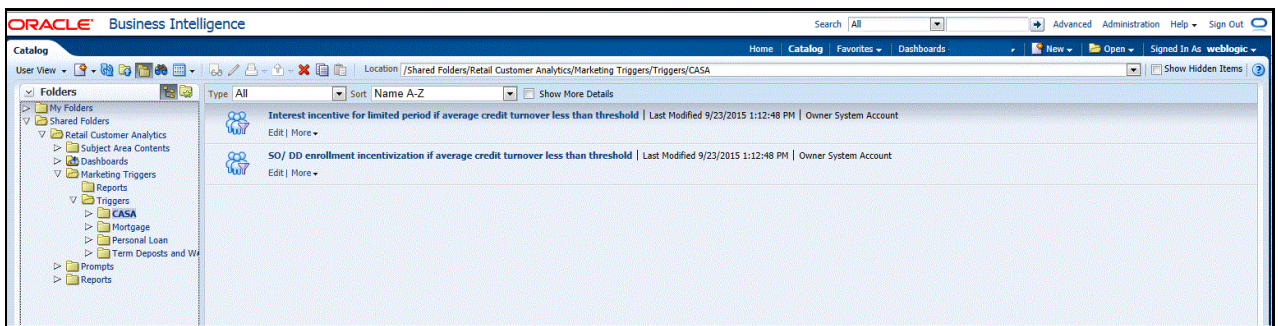 ORACLE Business Intelligence
Search All Advanced Administration Help Sign Out
Catalog Home Catalog Favorites Dashboards New Open Signed In As weblogic
User View Location /Shared Folders/Retail Customer Analytics/Marketing Triggers/Triggers/CASA Show Hidden Items
Folders
Type All Sort Name A-Z Show More Details
My Folders
Shared Folders
Retail Customer Analytics
Subject Area Contents
Dashboards
Marketing Triggers
Reports
Triggers
CASA
Mortgage
Personal Loan
Term Deposts and W
Prompts
Reports
Interest incentive for limited period if average credit turnover less than threshold | Last Modified 9/23/2015 1:12:48 PM | Owner System Account
Edit | More
SO/ DD enrollment incentivization if average credit turnover less than threshold | Last Modified 9/23/2015 1:12:48 PM | Owner System Account
Edit | More